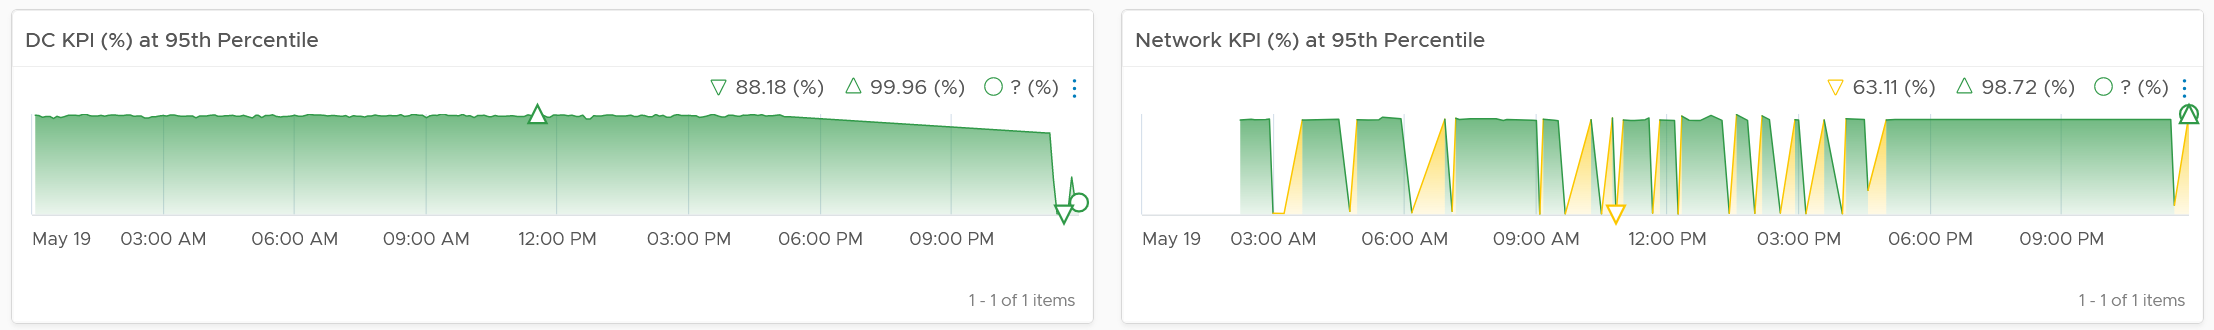 DC KPI (%) at 95th Percentile
88.18 (%) 99.96 (%) ? (%)
May 19 03:00 AM 06:00 AM 09:00 AM 12:00 PM 03:00 PM 06:00 PM 09:00 PM
1 - 1 of 1 items
Network KPI (%) at 95th Percentile
63.11 (%) 98.72 (%) ? (%)
May 19 03:00 AM 06:00 AM 09:00 AM 12:00 PM 03:00 PM 06:00 PM 09:00 PM
1 - 1 of 1 items